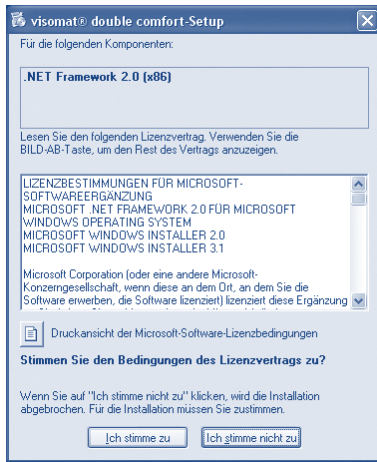 visomat® double comfort-Setup
Für die folgenden Komponenten:
.NET Framework 2.0 (x86)
Lesen Sie den folgenden Lizenzvertrag. Verwenden Sie die
BILD-AB-Taste, um den Rest des Vertrags anzuzeigen.
LIZENZBESTIMMUNGEN FÜR MICROSOFT-
SOFTWAREERGÄNZUNG
MICROSOFT .NET FRAMEWORK 2.0 FÜR MICROSOFT
WINDOWS OPERATING SYSTEM
MICROSOFT WINDOWS INSTALLER 2.0
MICROSOFT WINDOWS INSTALLER 3.1
Microsoft Corporation (oder eine andere Microsoft-
Konzerngesellschaft, wenn diese an dem Ort, an dem Sie die
Software erwerben, die Software lizenziert) lizenziert diese Ergänzung
Druckansicht der Microsoft-Software-Lizenzbedingungen
Stimmen Sie den Bedingungen des Lizenzvertrags zu?
Wenn Sie auf "Ich stimme nicht zu" klicken, wird die Installation
abgebrochen. Für die Installation müssen Sie zustimmen.
Ich stimme zu
Ich stimme nicht zu